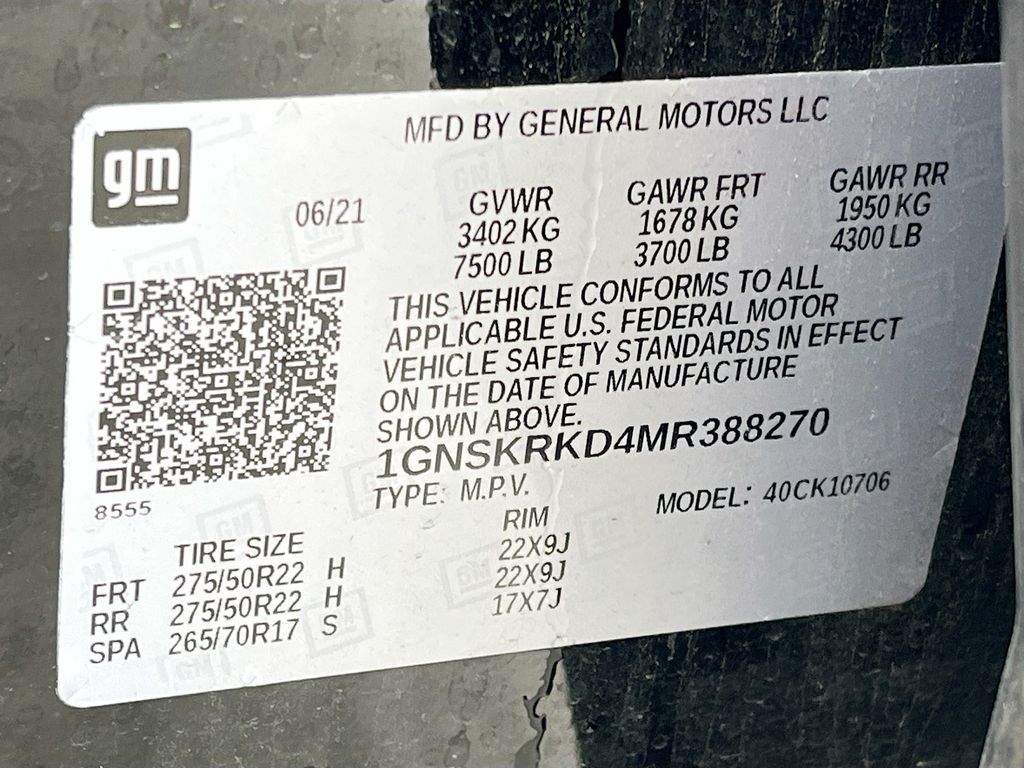 MFD BY GENERAL MOTORS LLC
gm
06/21
GVWR GAWR FRT GAWR RR
3402 KG 1678 KG 1950 KG
7500 LB 3700 LB 4300 LB
THIS VEHICLE CONFORMS TO ALL
APPLICABLE U.S. FEDERAL MOTOR
VEHICLE SAFETY STANDARDS IN EFFECT
ON THE DATE OF MANUFACTURE
SHOWN ABOVE.
1GNSKRKD4MR388270
8555
TYPE: M.P.V. MODEL: 40CK10706
TIRE SIZE RIM
FRT 275/50R22 H 22X9J
RR 275/50R22 H 22X9J
SPA 265/70R17 S 17X7J